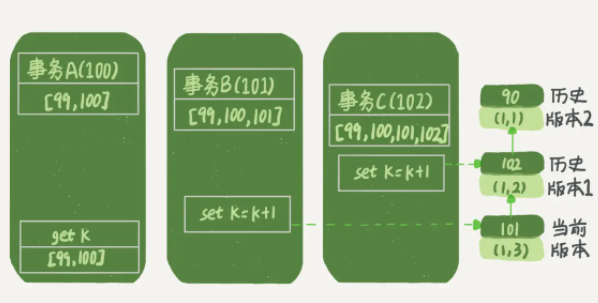 事务A(100)
[99,100]
get K
[99,100]
事务B(101)
[99,100,101]
set K=K+1
事务C(102)
[99,100,101,102]
set K=K+1
90
(1,1)
历史
版本2
102
(1,2)
历史
版本1
101
(1,3)
当前
版本